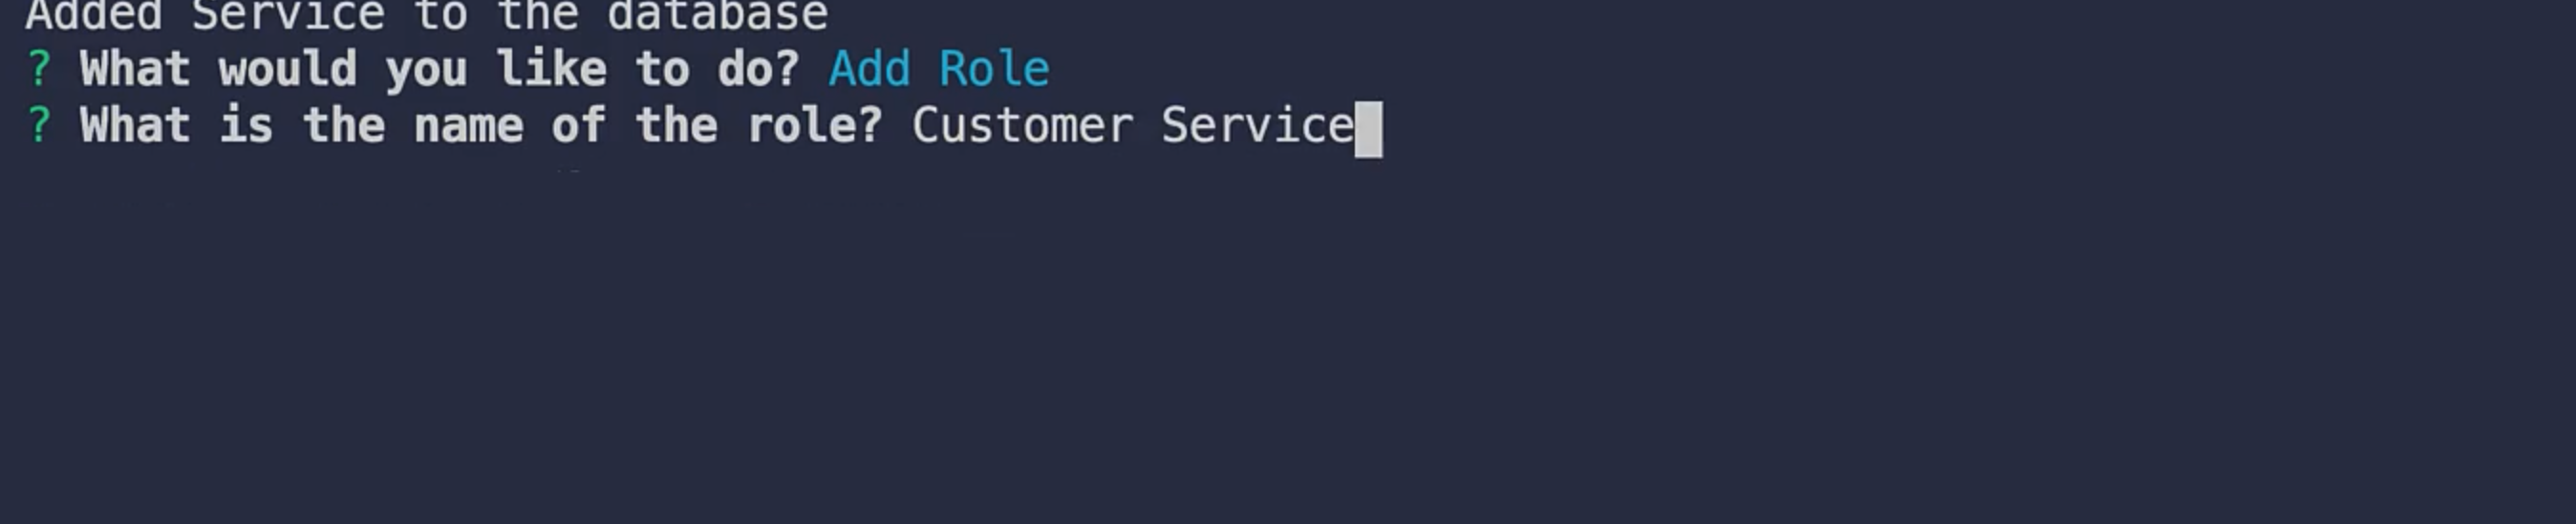 Added Service to the database
? What would you like to do? Add Role
? What is the name of the role? Customer Service